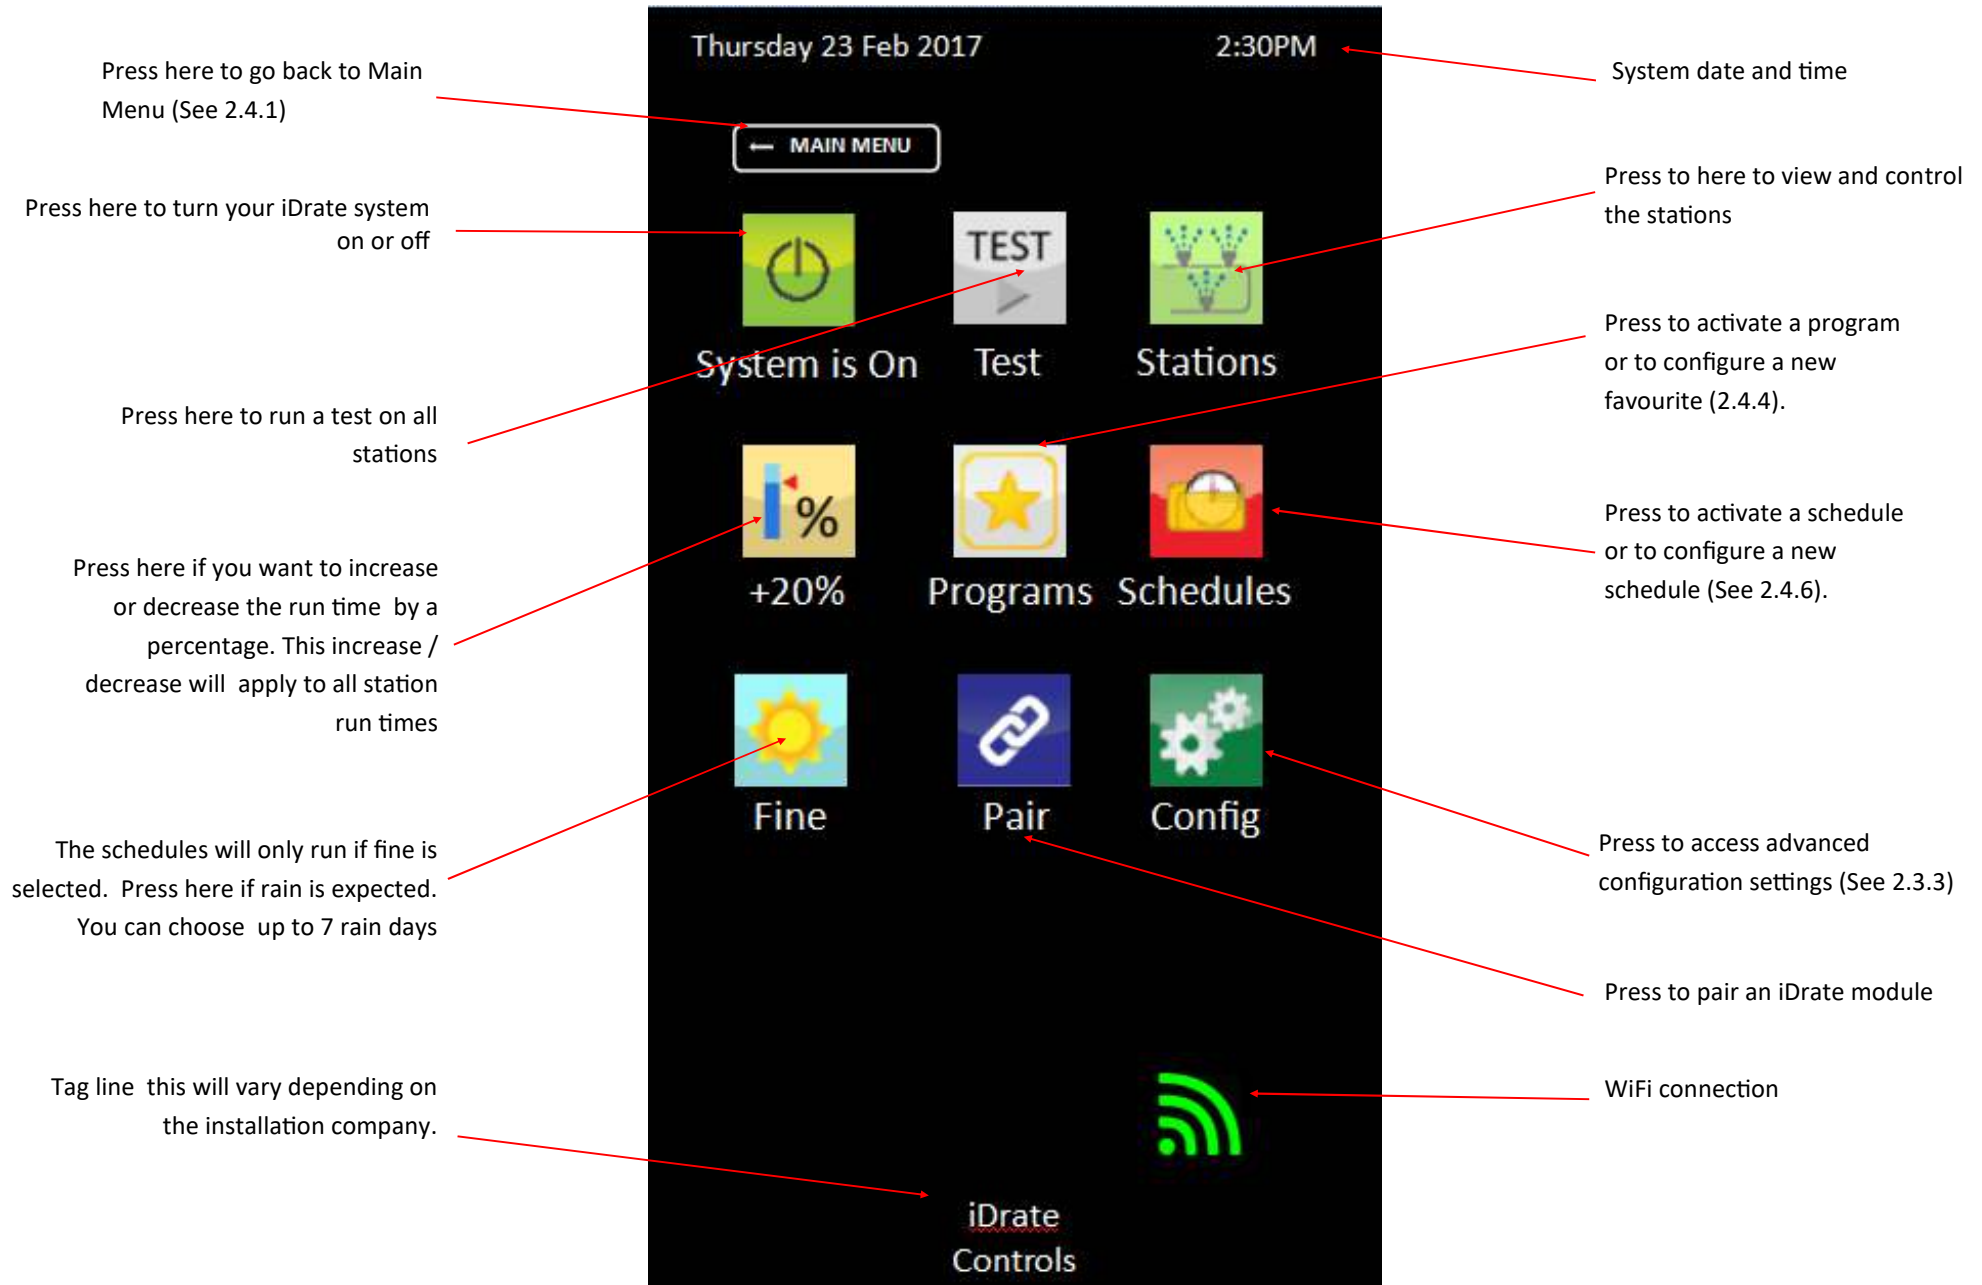 Thursday 23 Feb 2017 2:30PM
Press here to go back to Main
Menu (See 2.4.1)
System date and time
← MAIN MENU
Press here to turn your iDrate system
on or off
Press to here to view and control
the stations
TEST
System is On Test Stations
Press to activate a program
or to configure a new
favourite (2.4.4).
Press here to run a test on all
stations
%
+20% Programs Schedules
Press to activate a schedule
or to configure a new
schedule (See 2.4.6).
Press here if you want to increase
or decrease the run time by a
percentage. This increase /
decrease will apply to all station
run times
Fine Pair Config
The schedules will only run if fine is
selected. Press here if rain is expected.
You can choose up to 7 rain days
Press to access advanced
configuration settings (See 2.3.3)
Press to pair an iDrate module
Tag line this will vary depending on
the installation company.
WiFi connection
iDrate
Controls